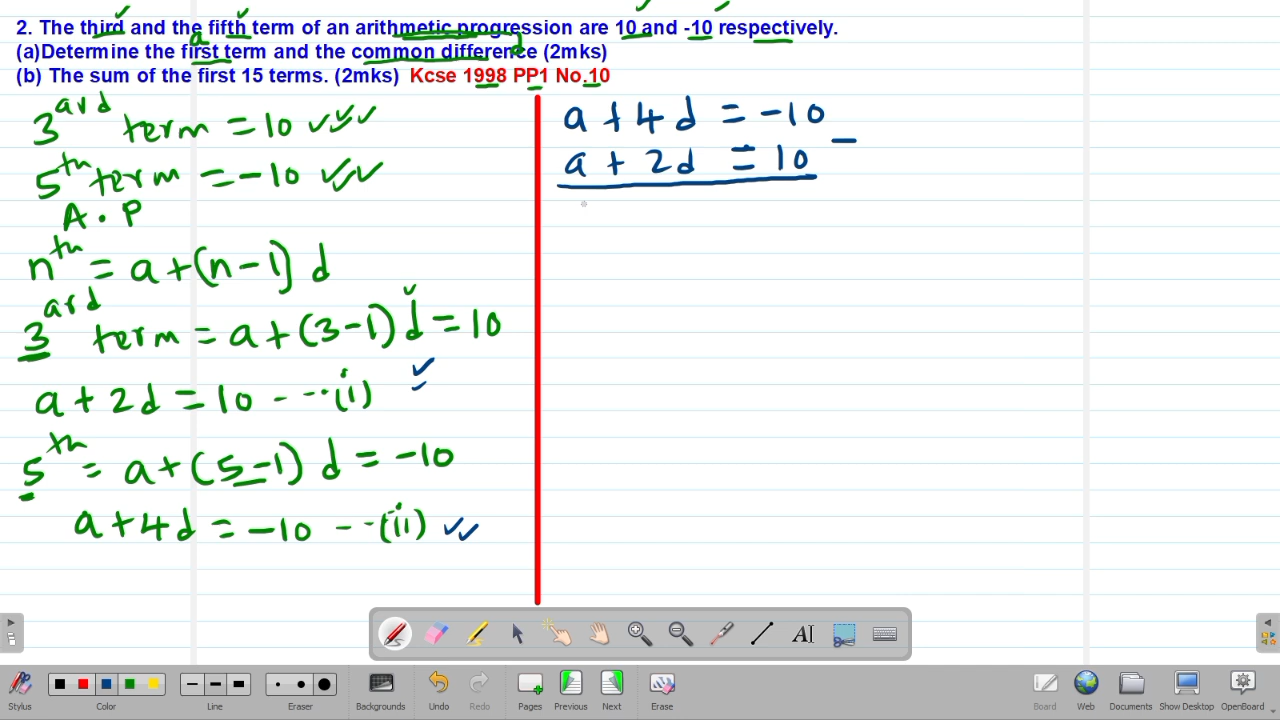 2. The third and the fifth term of an arithmetic progression are 10 and -10 respectively.
(a)Determine the first term and the common difference (2mks)
a
d
(b) The sum of the first 15 terms. (2mks) Kcse 1998 PP1 No.10
3ard term = 10 ✓✓✓
5th term = -10 ✓✓
A.P
nth = a+(n-1) d
3ard term = a+(3-1)d = 10
a + 2d = 10 - --(i)
5th = a+(5-1) d = -10
a+4d = -10 - --(ii) ✓✓
a + 4d = -10
a + 2d = 10 -
Stylus
Color
Line
Eraser
Backgrounds
Undo
Redo
Pages
Previous
Next
Erase
Board
Web
Documents
Show Desktop
OpenBoard
AI